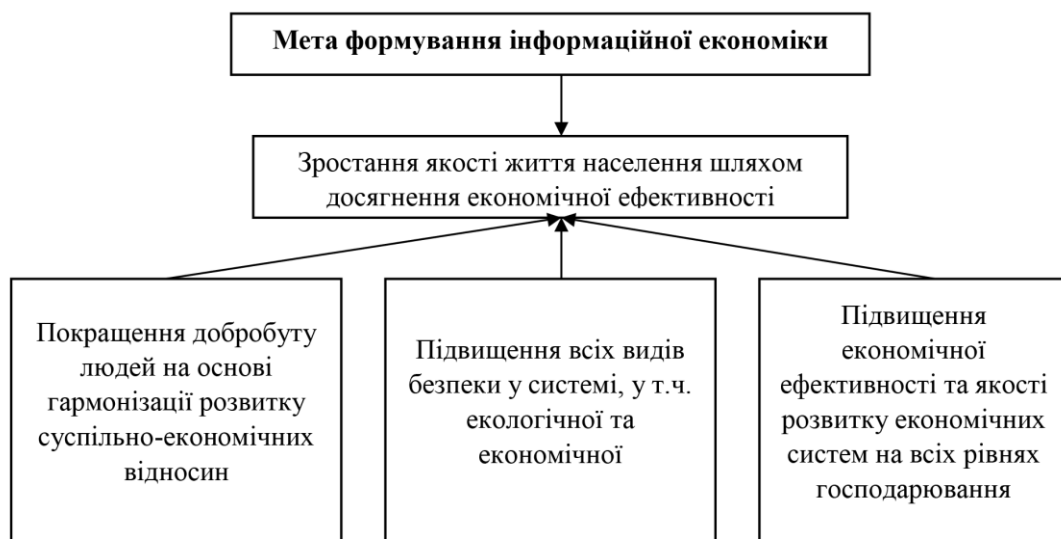 Мета формування інформаційної економіки
Зростання якості життя населення шляхом
досягнення економічної ефективності
Покращення добробуту
людей на основі
гармонізації розвитку
суспільно-економічних
відносин
Підвищення всіх видів
безпеки у системі, у т.ч.
екологічної та
економічної
Підвищення
економічної
ефективності та якості
розвитку економічних
систем на всіх рівнях
господарювання